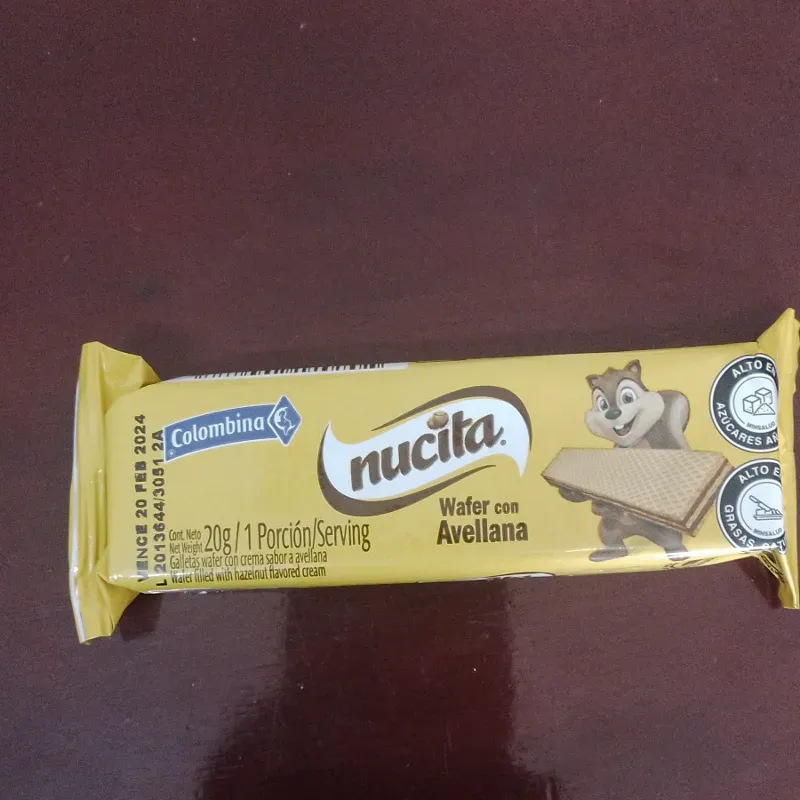 VENCE 20 FEB 2024
L 2013644/3051 2A
Colombina
nucita
Wafer con
Avellana
Cont. Neto
Net Weight
20g / 1 Porción/Serving
Galletas wafer con crema sabor a avellana
Wafer filled with hazelnut flavored cream
ALTO EN
AZÚCARES
MINSALUD
ALTO EN
GRASAS
MINSALUD